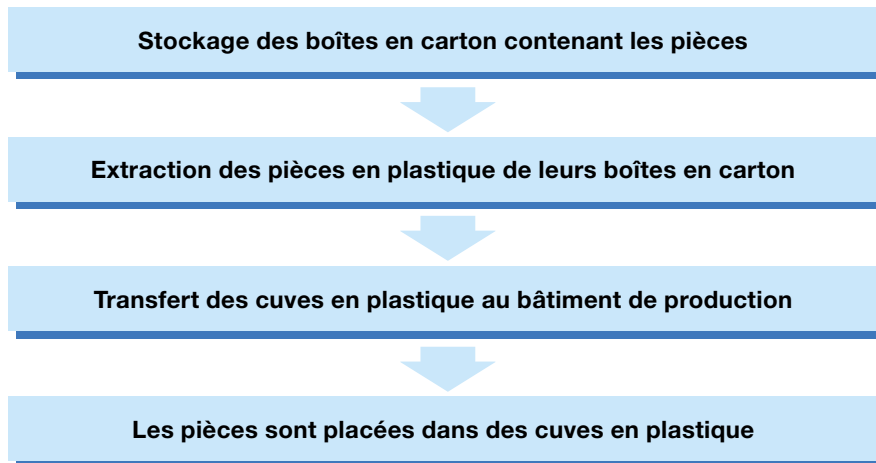 Stockage des boîtes en carton contenant les pièces
Extraction des pièces en plastique de leurs boîtes en carton
Transfert des cuves en plastique au bâtiment de production
Les pièces sont placées dans des cuves en plastique